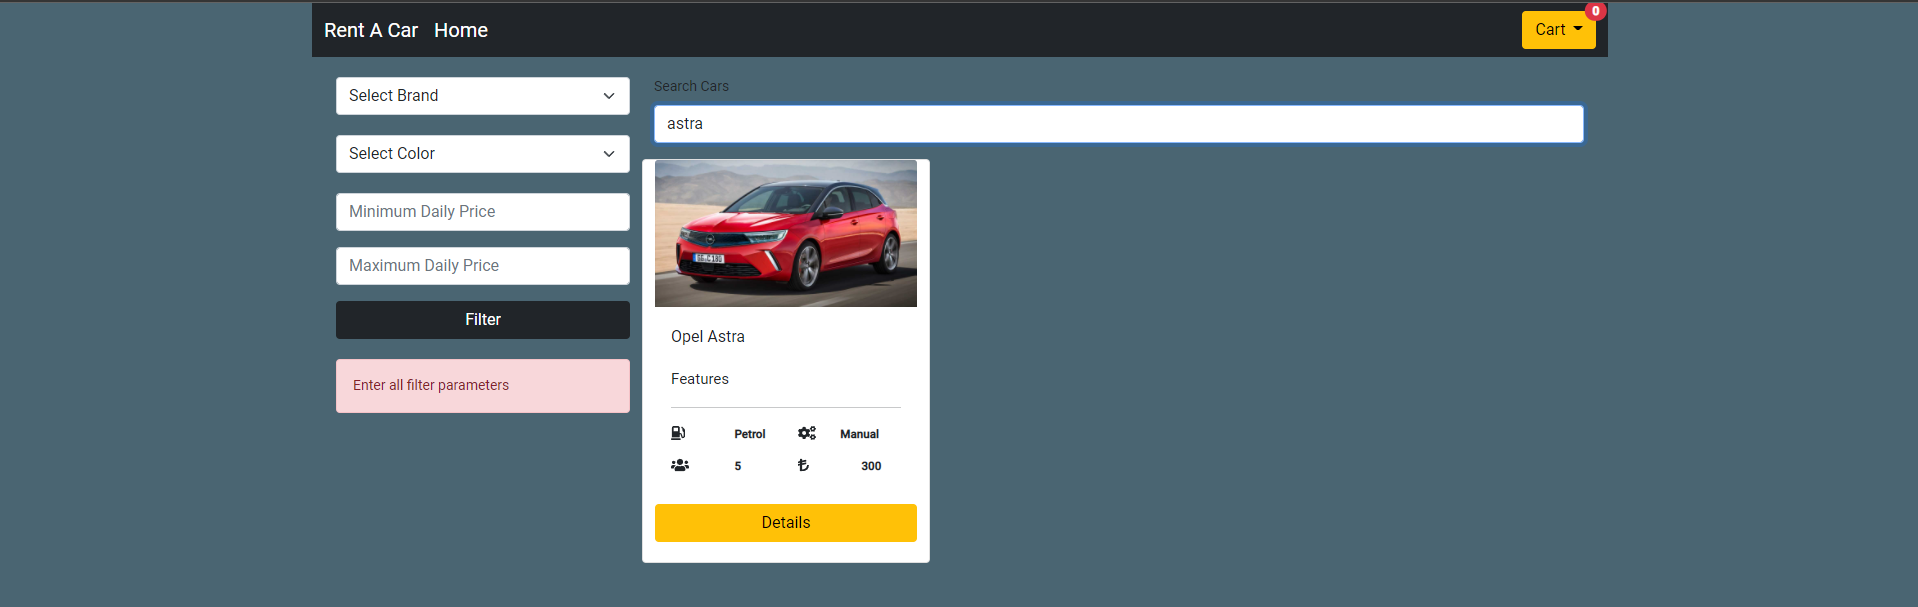 Rent A Car Home
Cart
0
Select Brand
Select Color
Minimum Daily Price
Maximum Daily Price
Filter
Enter all filter parameters
Search Cars
astra
Opel Astra
Features
Petrol Manual
5 ₺ 300
Details